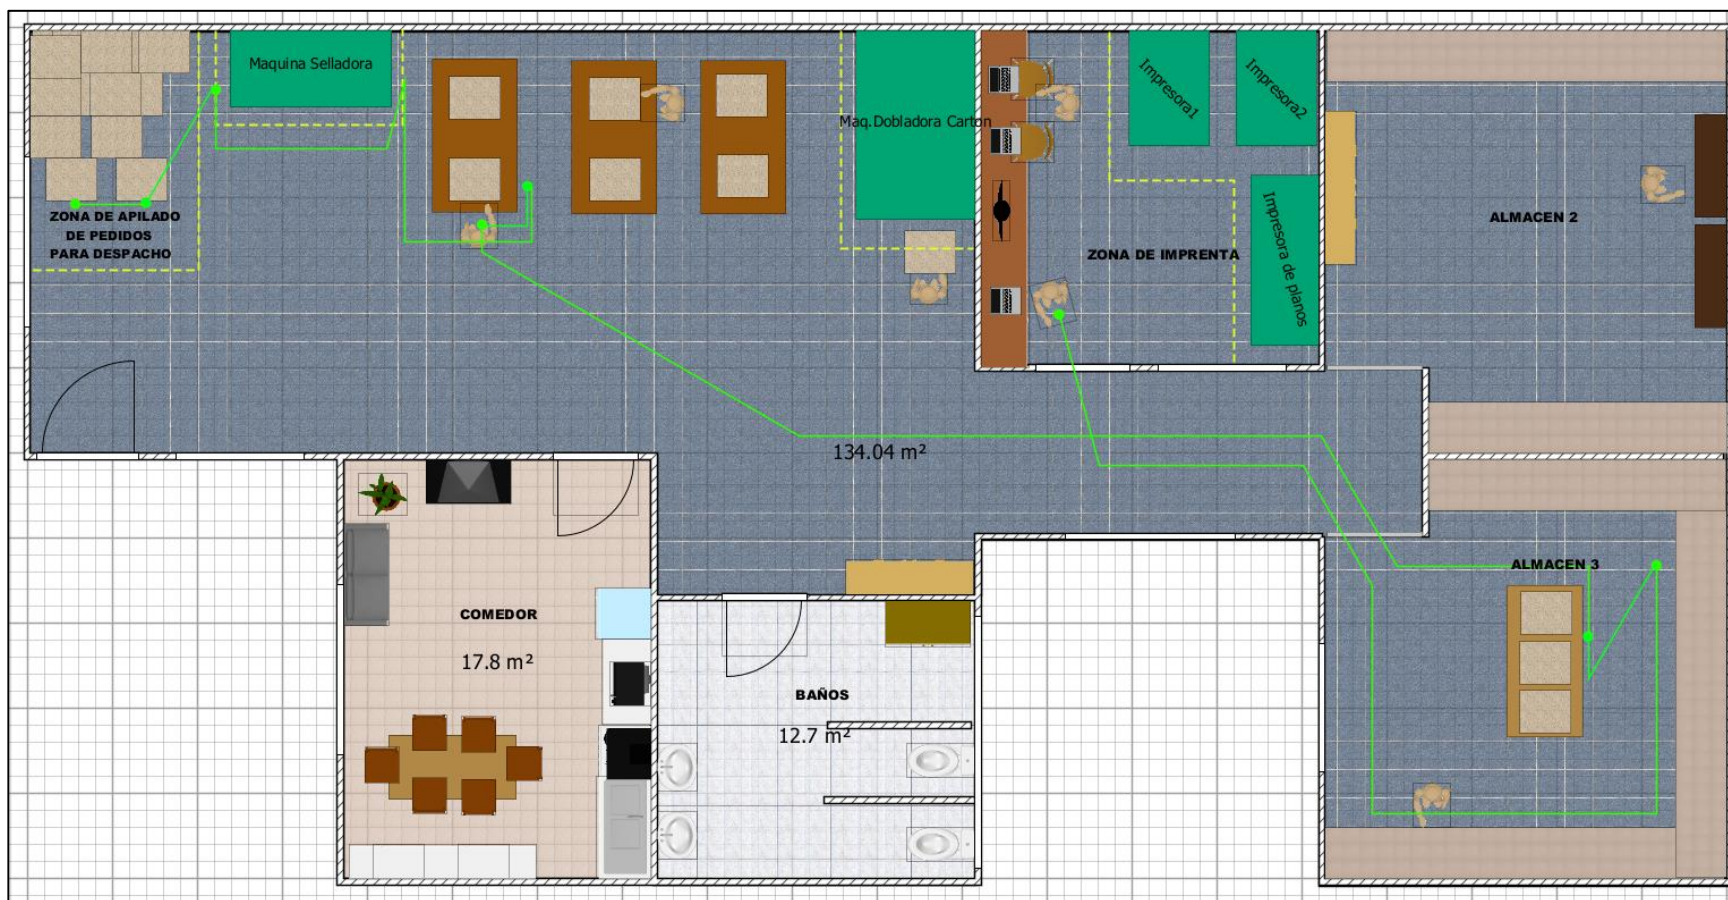 Maquina Selladora
Maq.Dobladora Carton
Impresora1
Impresora2
Impresora de planos
ZONA DE APILADO
DE PEDIDOS
PARA DESPACHO
ZONA DE IMPRENTA
ALMACEN 2
134.04 m²
ALMACEN 3
COMEDOR
17.8 m²
BAÑOS
12.7 m²